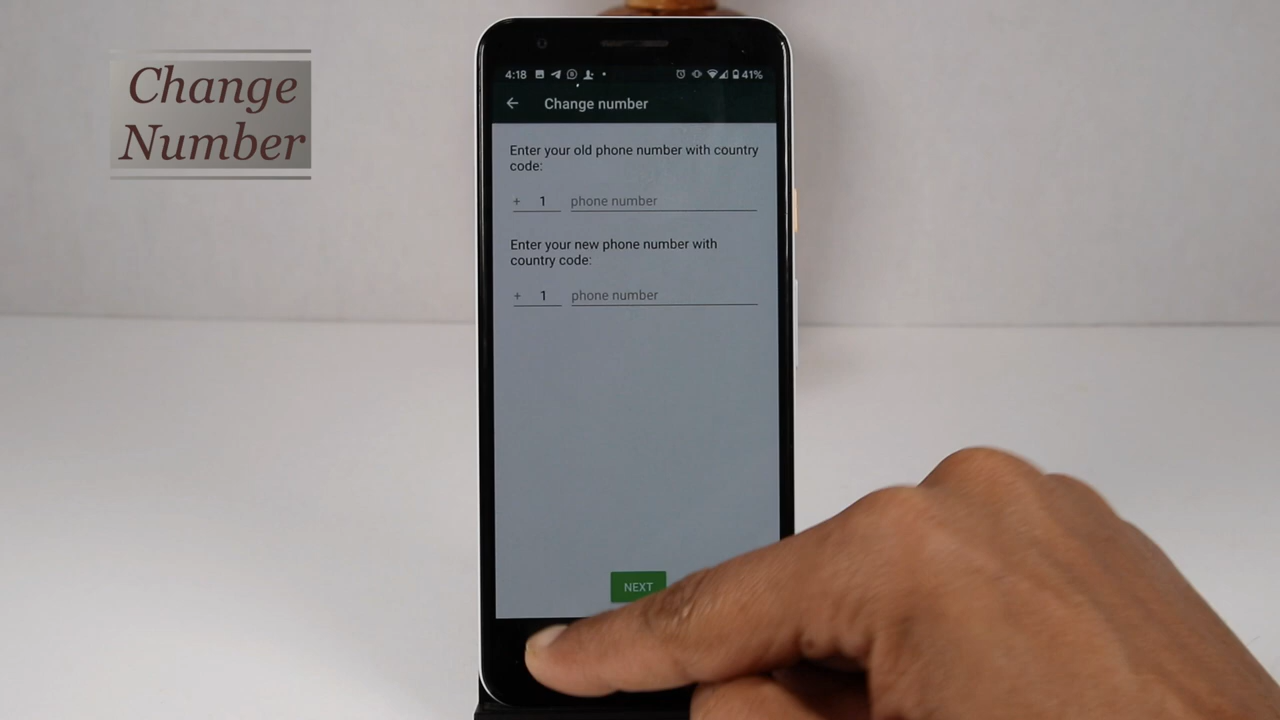 Change
Number
4:18
41%
Change number
Enter your old phone number with country
code:
+ 1 phone number
Enter your new phone number with
country code:
+ 1 phone number
NEXT